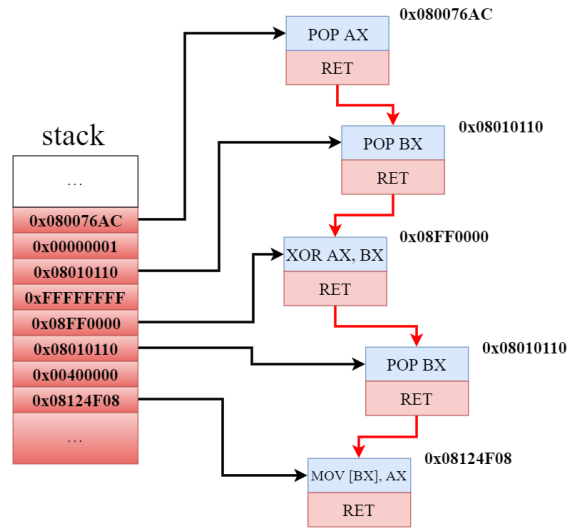 stack
...
0x080076AC
0x00000001
0x08010110
0xFFFFFFFF
0x08FF0000
0x08010110
0x00400000
0x08124F08
...
0x080076AC
POP AX
RET
0x08010110
POP BX
RET
0x08FF0000
XOR AX, BX
RET
0x08010110
POP BX
RET
0x08124F08
MOV [BX], AX
RET